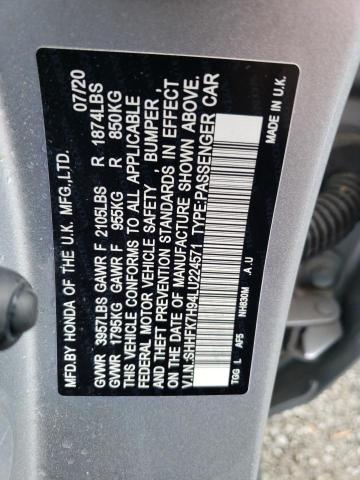 MFD.BY HONDA OF THE U.K. MFG.,LTD. 07/20
GVWR 3957LBS GAWR F 2105LBS R 1874LBS
GVWR 1795KG GAWR F 955KG R 850KG
THIS VEHICLE CONFORMS TO ALL APPLICABLE
FEDERAL MOTOR VEHICLE SAFETY , BUMPER ,
AND THEFT PREVENTION STANDARDS IN EFFECT
ON THE DATE OF MANUFACTURE SHOWN ABOVE.
V.I.N.:SHHFK7H94LU224571 TYPE:PASSENGER CAR
TGG L AF5 NH830M .A.U MADE IN U.K.